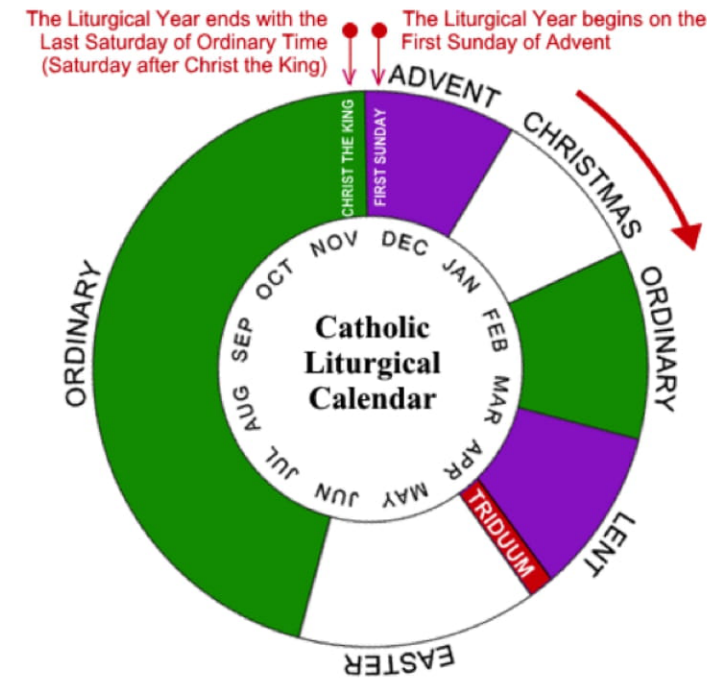 The Liturgical Year ends with the
Last Saturday of Ordinary Time
(Saturday after Christ the King)
The Liturgical Year begins on the
First Sunday of Advent
ADVENT
CHRISTMAS
ORDINARY
LENT
TRIDUUM
EASTER
ORDINARY
CHRIST THE KING
FIRST SUNDAY
DEC
JAN
FEB
MAR
APR
MAY
JUN
JUL
AUG
SEP
OCT
NOV
Catholic
Liturgical
Calendar